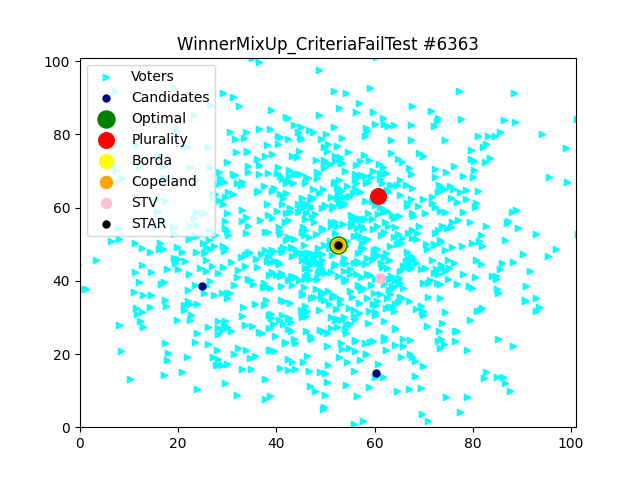 WinnerMixUp_CriteriaFailTest #6363
100
80
60
40
20
0
0
20
40
60
80
100
Voters
Candidates
Optimal
Plurality
Borda
Copeland
STV
STAR